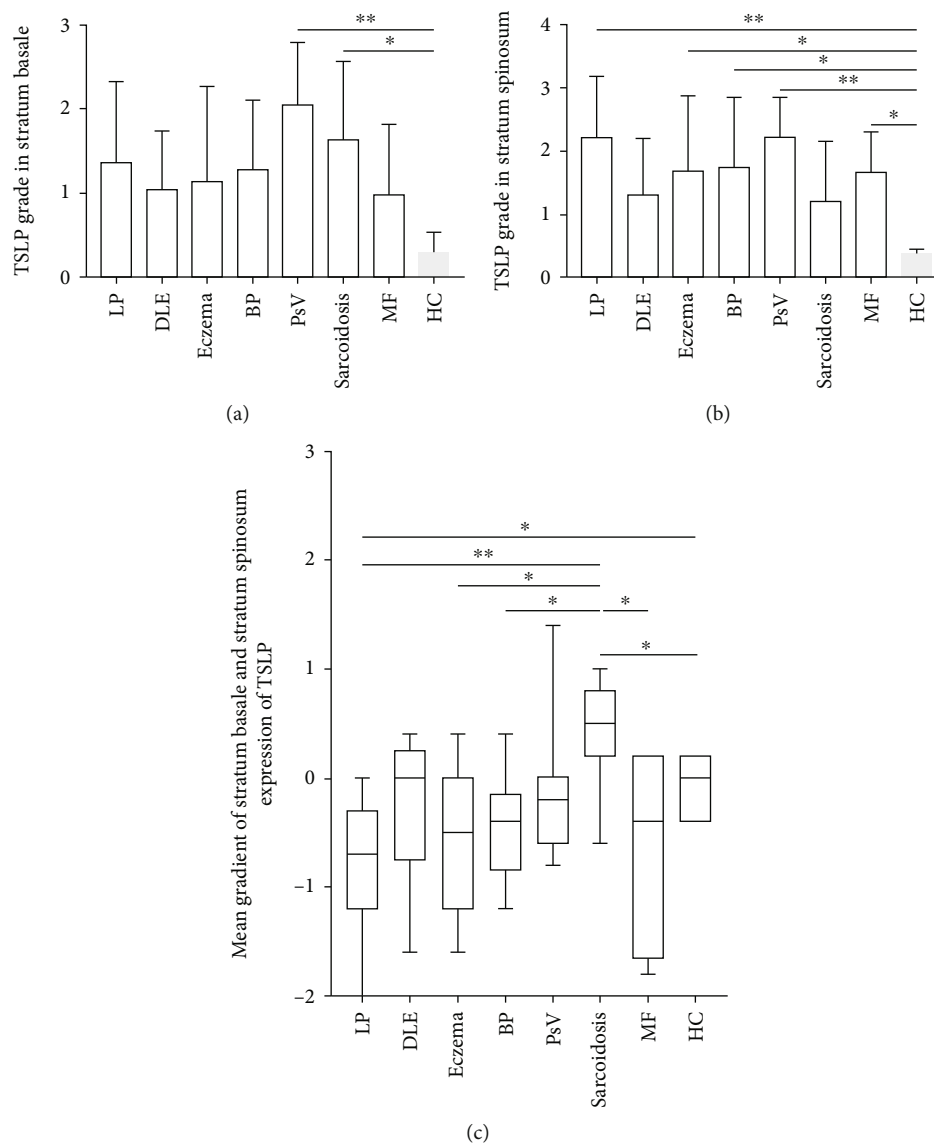 TSLP grade in stratum basale
3
2
1
0
**
*
LP
DLE
Eczema
BP
PsV
Sarcoidosis
MF
HC
(a)
TSLP grade in stratum spinosum
4
3
2
1
0
**
*
*
**
*
LP
DLE
Eczema
BP
PsV
Sarcoidosis
MF
HC
(b)
Mean gradient of stratum basale and stratum spinosum
expression of TSLP
3
2
1
0
−1
−2
*
**
*
*
*
*
LP
DLE
Eczema
BP
PsV
Sarcoidosis
MF
HC
(c)